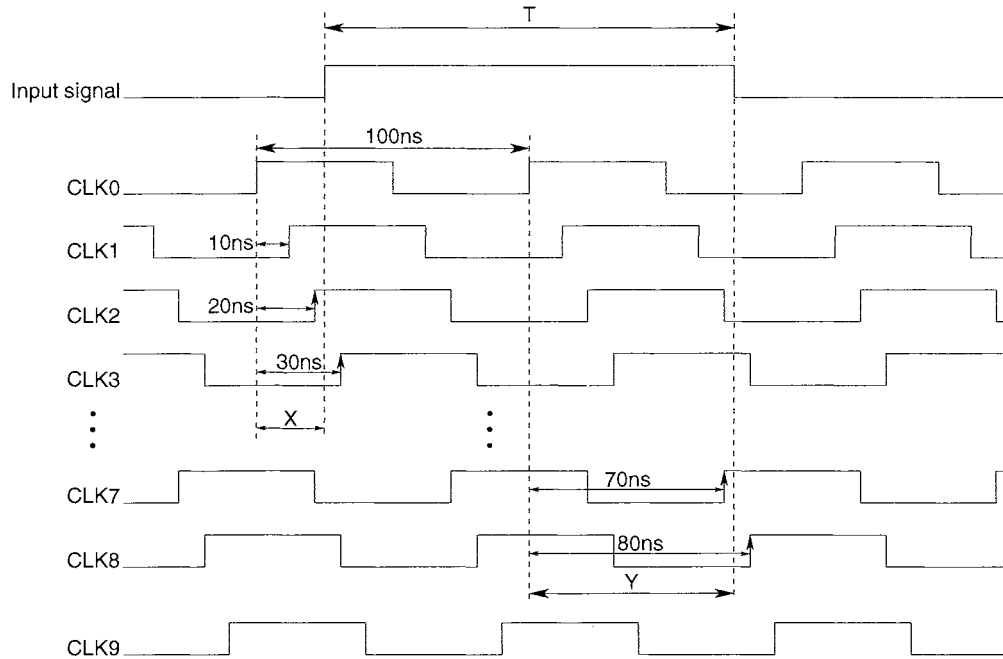 T
Input signal
100ns
CLK0
10ns
CLK1
20ns
CLK2
30ns
CLK3
X
CLK7
70ns
CLK8
80ns
Y
CLK9